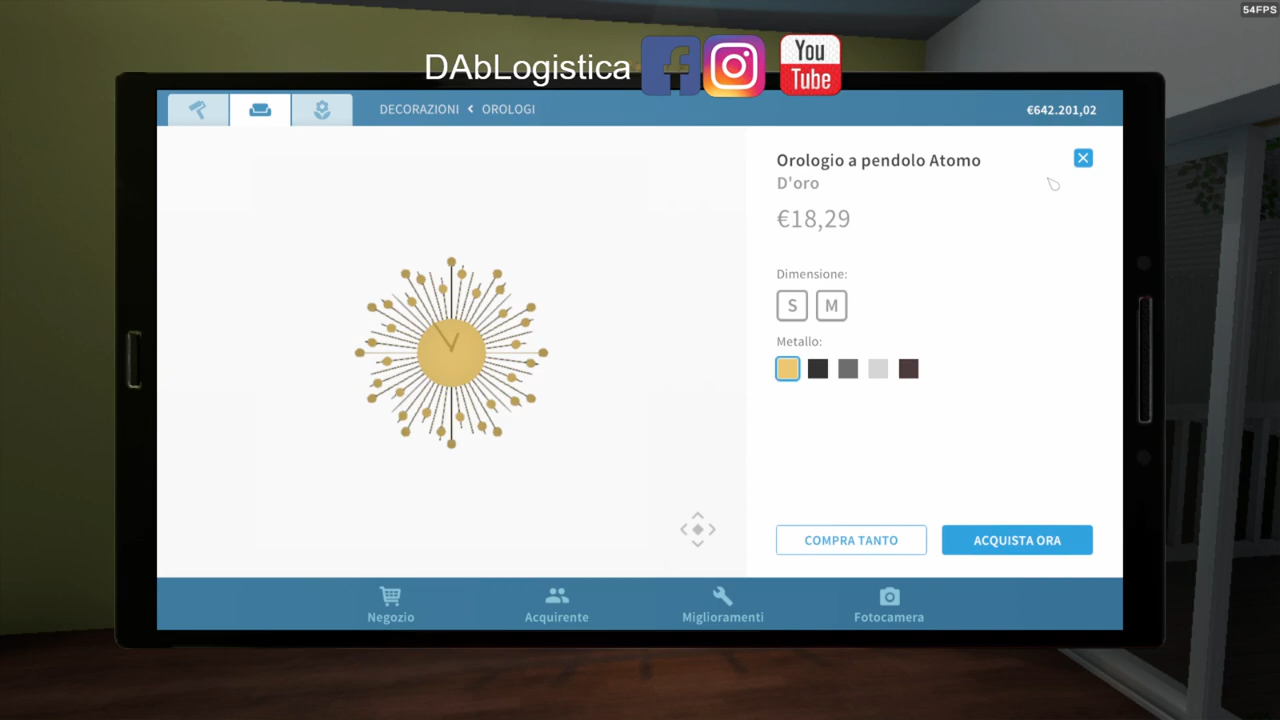 54FPS
DAbLogistica
You
Tube
DECORAZIONI < OROLOGI
€642.201,02
Orologio a pendolo Atomo
D'oro
€18,29
Dimensione:
S M
Metallo:
COMPRA TANTO
ACQUISTA ORA
Negozio
Acquirente
Miglioramenti
Fotocamera